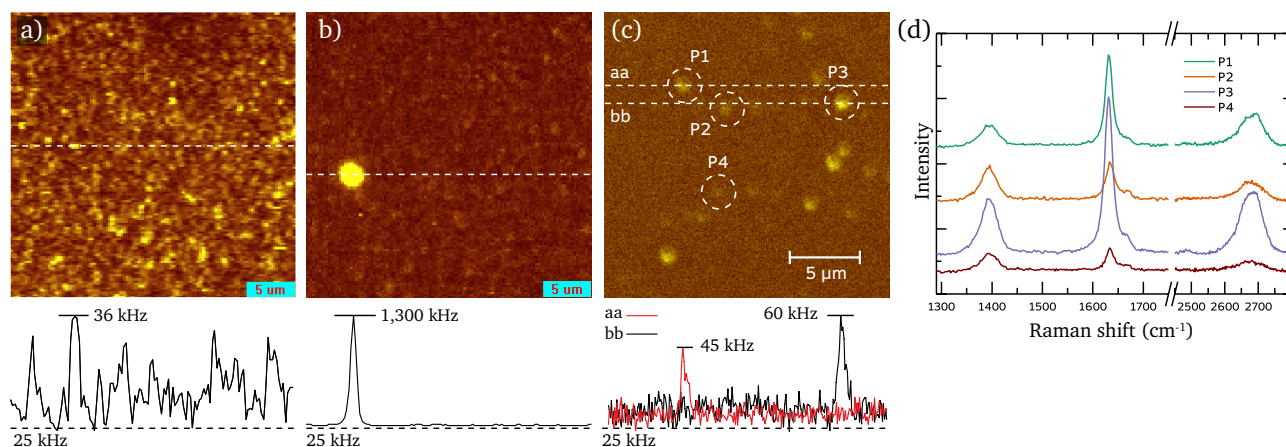 a)
b)
(c)
(d)
aa
bb
P1
P2
P3
P4
5 um
5 um
5 μm
36 kHz
25 kHz
1,300 kHz
25 kHz
aa
bb
60 kHz
45 kHz
25 kHz
P1
P2
P3
P4
Intensity
1300 1400 1500 1600 1700 2500 2600 2700
Raman shift (cm⁻¹)